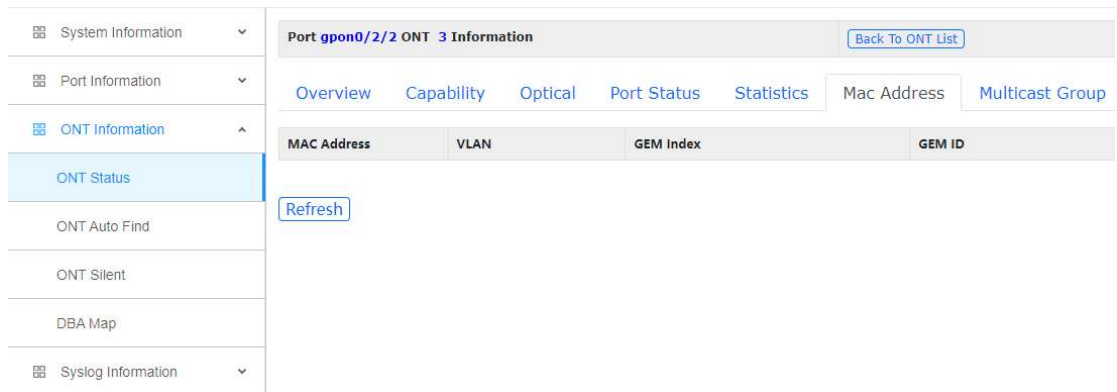 System Information
Port Information
ONT Information
ONT Status
ONT Auto Find
ONT Silent
DBA Map
Syslog Information
Port gpon0/2/2 ONT 3 Information
Back To ONT List
Overview Capability Optical Port Status Statistics Mac Address Multicast Group
MAC Address VLAN GEM Index GEM ID
Refresh